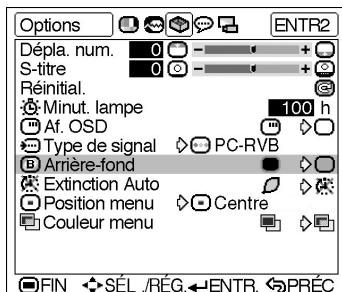 Options ENTR2
Dépla. num. 0 - +
S-titre 0 - +
Réinitial.
Minut. lampe 100 h
Af. OSD
Type de signal PC-RVB
B Arrière-fond
Extinction Auto
Position menu Centre
Couleur menu
FIN SÉL./RÉG. ENTR. PRÉC